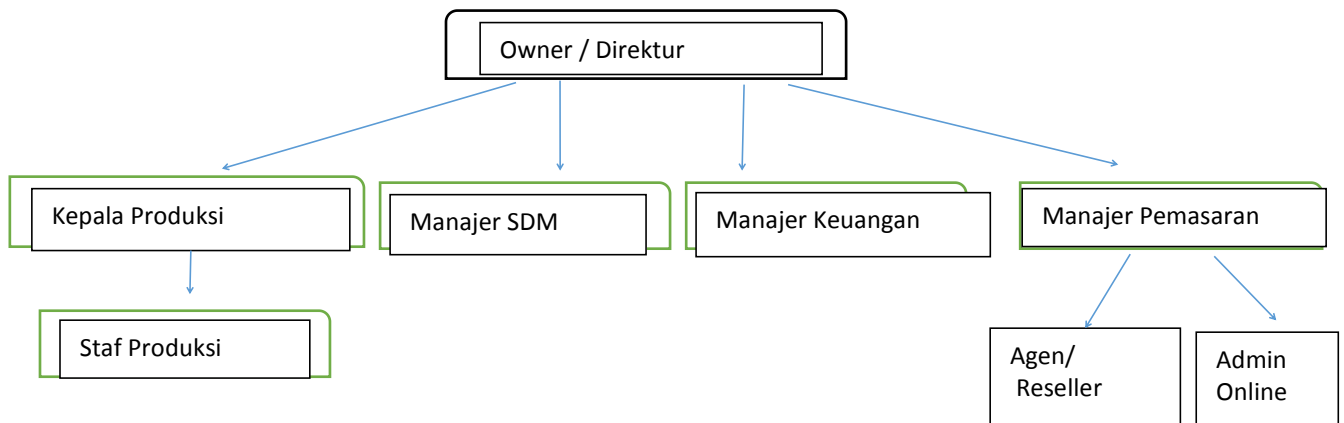 Owner / Direktur
Kepala Produksi
Manajer SDM
Manajer Keuangan
Manajer Pemasaran
Staf Produksi
Agen/
Reseller
Admin
Online